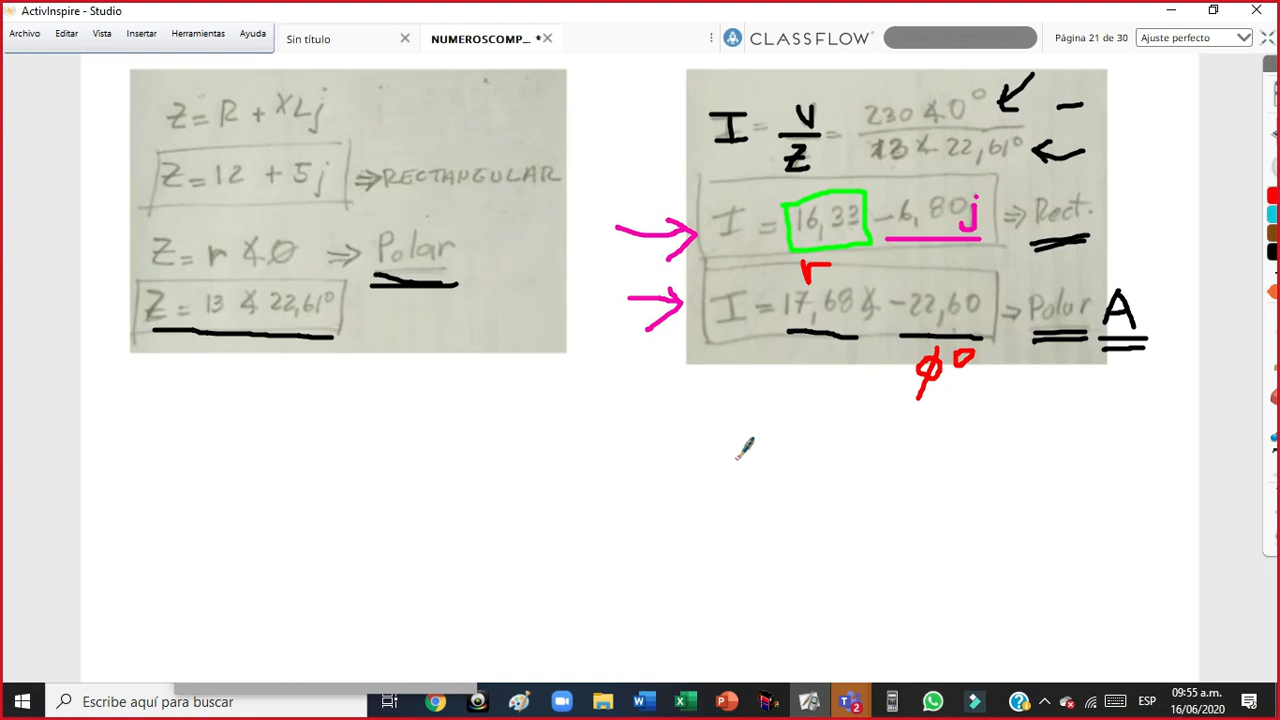 ActivInspire - Studio
Archivo Editar Vista Insertar Herramientas Ayuda
Sin título
NUMEROSCOMP... *
CLASSFLOW
Página 21 de 30
Ajuste perfecto
Z = R + XLj
Z = 12 + 5j ⇒ RECTANGULAR
Z = r ∡ Ø ⇒ Polar
Z = 13 ∡ 22,61°
I = V/Z = 230 ∡ 0° / 13 ∡ 22,61°
I = 16,33 - 6,80j ⇒ Rect.
r
I = 17,68 ∡ -22,60 ⇒ Polar A
ϕ°
Escribe aquí para buscar
2
ESP
09:55 a.m.
16/06/2020